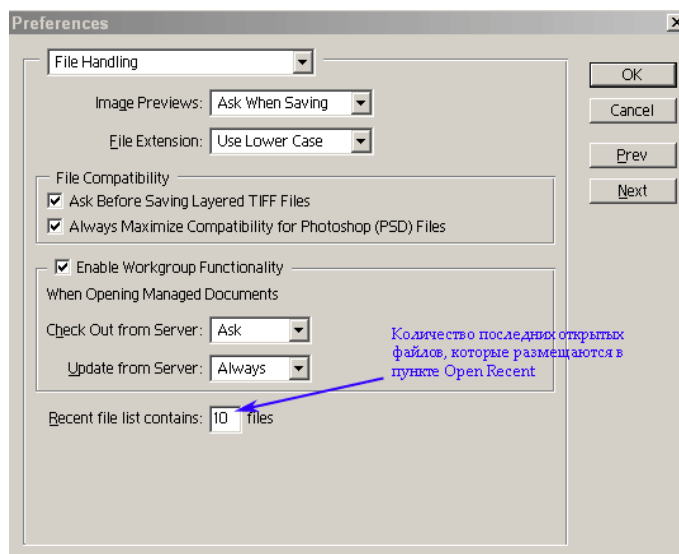 Preferences
File Handling
OK
Image Previews: Ask When Saving
Cancel
File Extension: Use Lower Case
Prev
File Compatibility
Next
Ask Before Saving Layered TIFF Files
Always Maximize Compatibility for Photoshop (PSD) Files
Enable Workgroup Functionality
When Opening Managed Documents
Check Out from Server: Ask
Количество последних открытых
файлов, которые размещаются в
пункте Open Recent
Update from Server: Always
Recent file list contains: 10 files